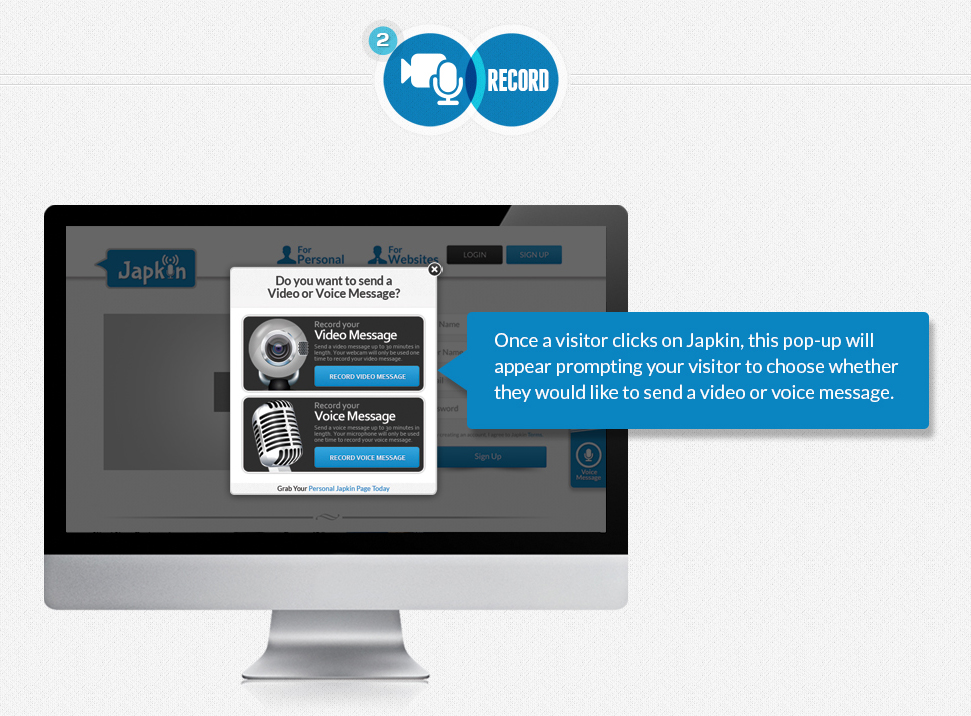 2
RECORD
For
Personal
For
Websites
LOGIN
SIGN UP
Japkin
Do you want to send a
Video or Voice Message?
Record your
Video Message
Send a video message up to 30 minutes in
length. Your webcam will only be used one
time to record your video message.
RECORD VIDEO MESSAGE
Record your
Voice Message
Send a voice message up to 30 minutes in
length. Your microphone will only be used
one time to record your voice message.
RECORD VOICE MESSAGE
Grab Your Personal Japkin Page Today
Name
Name
Sign Up
Voice
Message
Once a visitor clicks on Japkin, this pop-up will
appear prompting your visitor to choose whether
they would like to send a video or voice message.